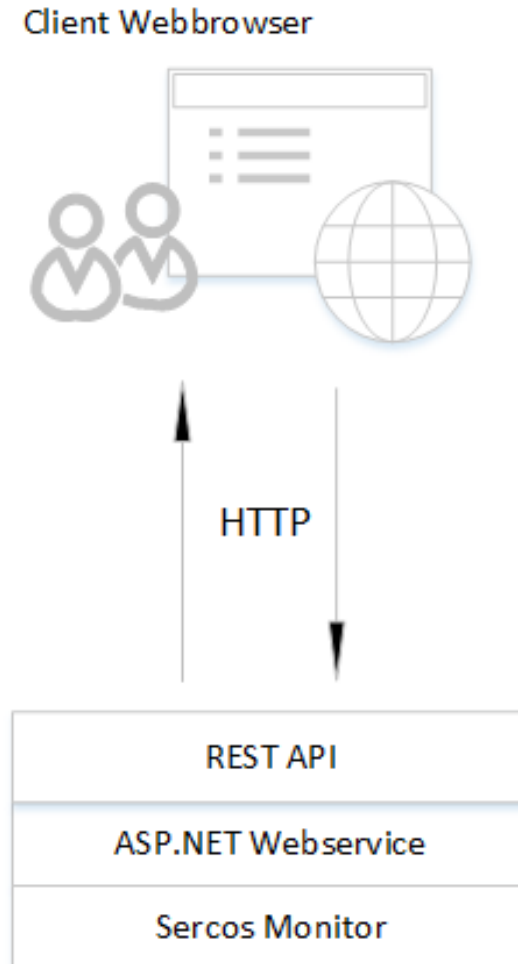 Client Webbrowser
HTTP
REST API
ASP.NET Webservice
Sercos Monitor